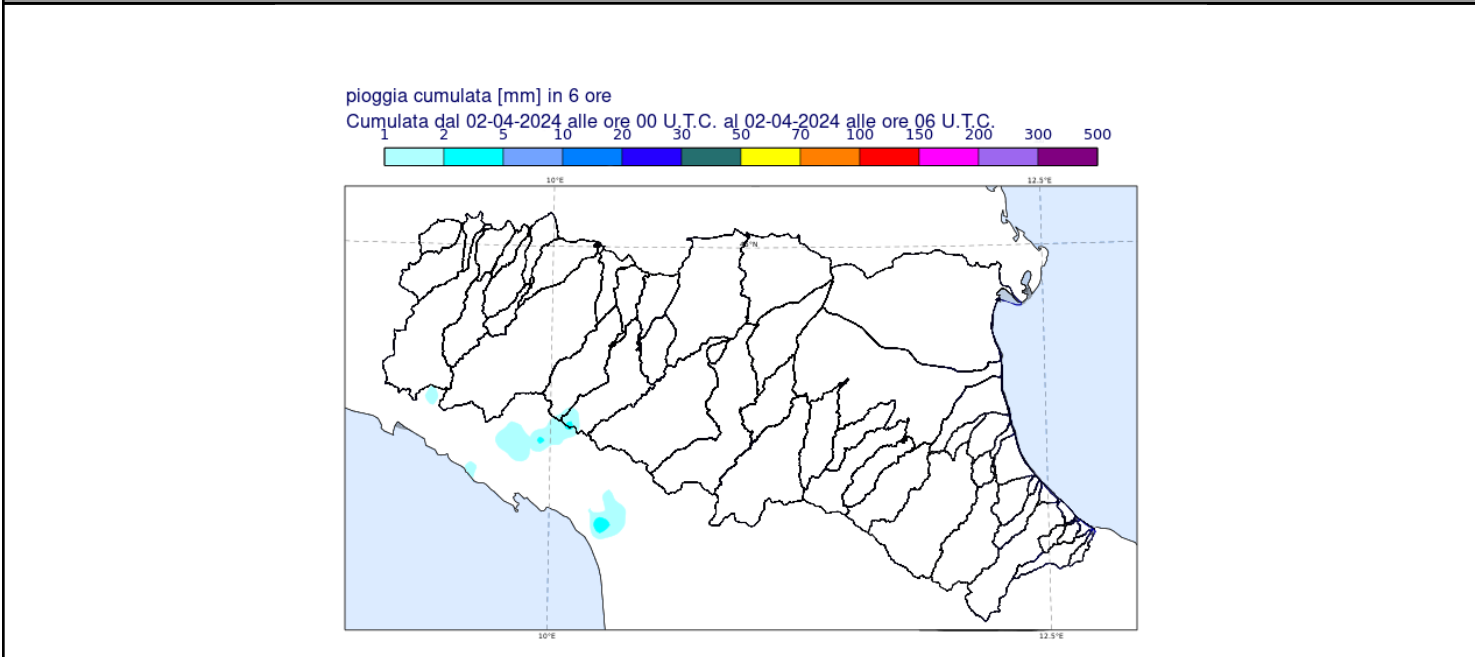 pioggia cumulata [mm] in 6 ore
Cumulata dal 02-04-2024 alle ore 00 U.T.C. al 02-04-2024 alle ore 06 U.T.C.
1 2 5 10 20 30 50 70 100 150 200 300 500
10°E 12.5°E
10°E 12.5°E